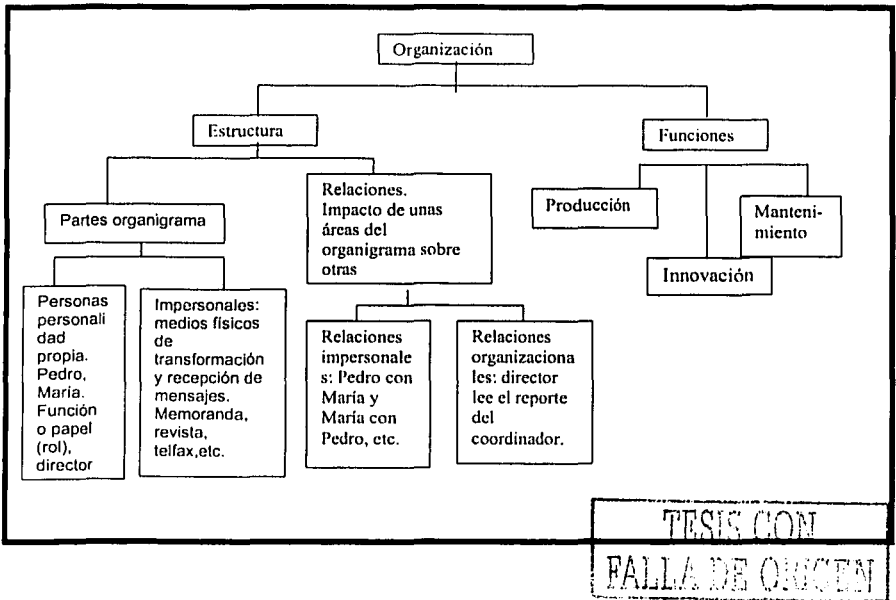 Organización
Estructura
Funciones
Partes organigrama
Relaciones.
Impacto de unas
áreas del
organigrama sobre
otras
Producción
Manteni-
miento
Innovación
Personas
personali
dad
propia.
Pedro,
María.
Función
o papel
(rol),
director
Impersonales:
medios físicos
de
transformación
y recepción de
mensajes.
Memoranda,
revista,
telfax,etc.
Relaciones
impersonale
s: Pedro con
María y
María con
Pedro, etc.
Relaciones
organizaciona
les: director
lee el reporte
del
coordinador.
TESIS CON
FALLA DE ORIGEN